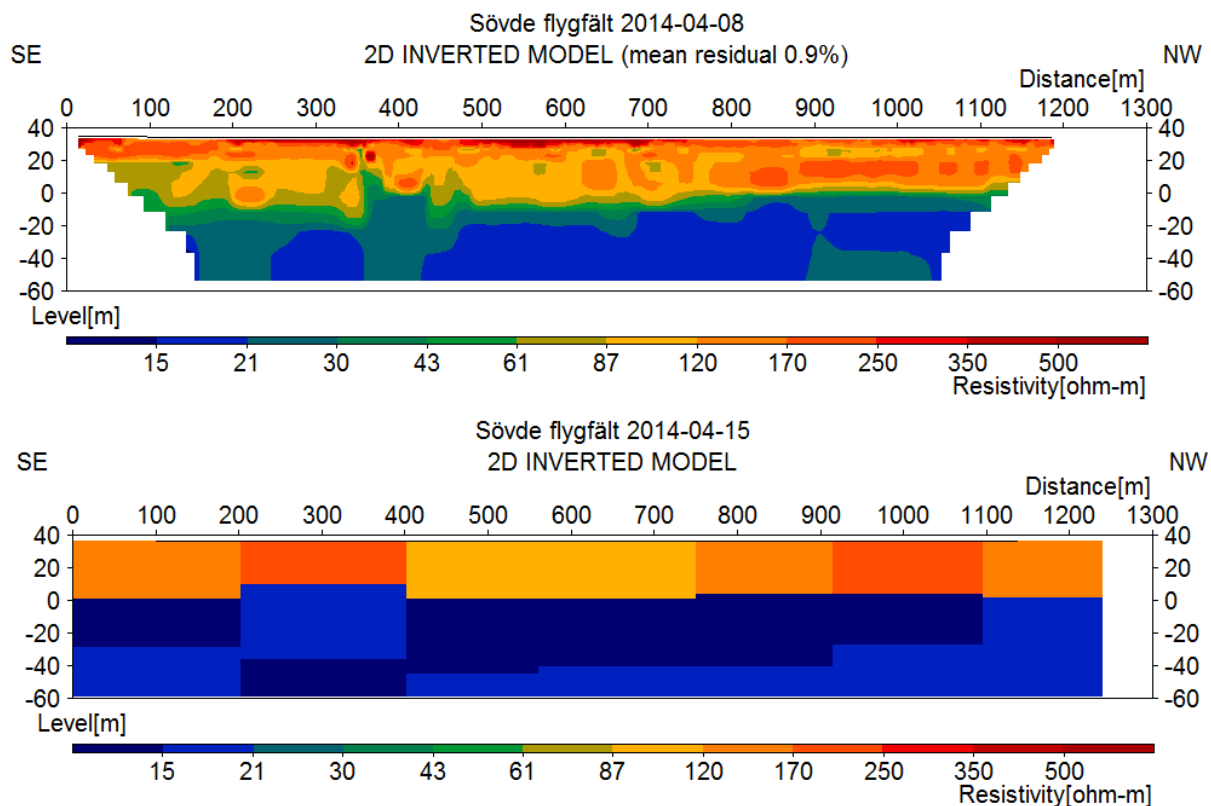 Sövde flygfält 2014-04-08
SE 2D INVERTED MODEL (mean residual 0.9%) NW
Distance[m]
0 100 200 300 400 500 600 700 800 900 1000 1100 1200 1300
40 40
20 20
0 0
-20 -20
-40 -40
-60 -60
Level[m]
15 21 30 43 61 87 120 170 250 350 500
Resistivity[ohm-m]
Sövde flygfält 2014-04-15
SE 2D INVERTED MODEL NW
Distance[m]
0 100 200 300 400 500 600 700 800 900 1000 1100 1200 1300
40 40
20 20
0 0
-20 -20
-40 -40
-60 -60
Level[m]
15 21 30 43 61 87 120 170 250 350 500
Resistivity[ohm-m]